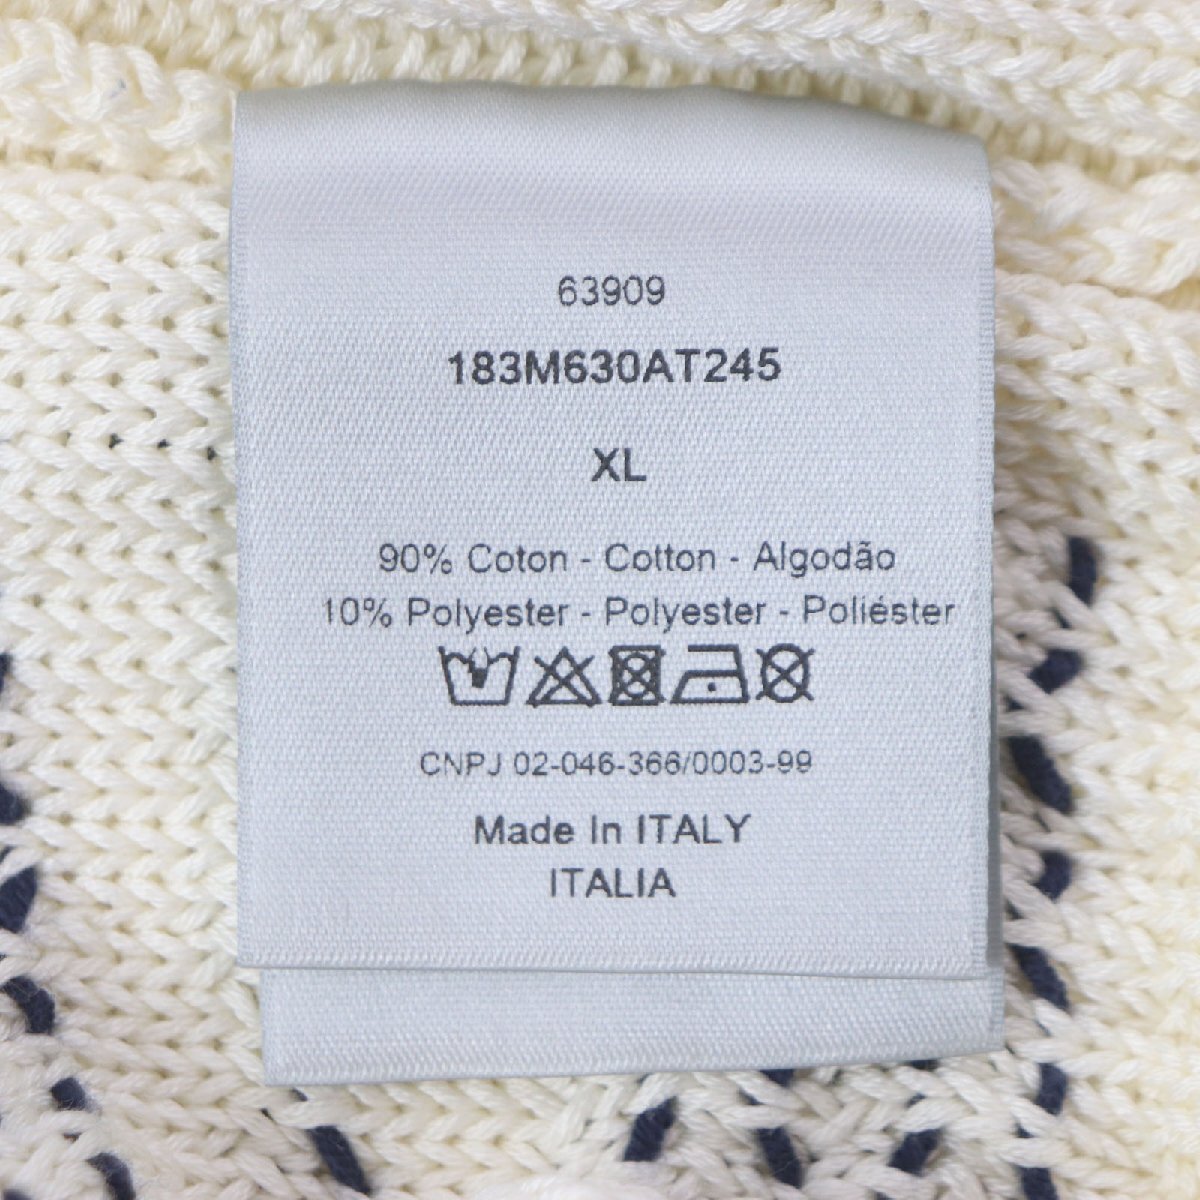 63909
183M630AT245
XL
90% Coton - Cotton - Algodão
10% Polyester - Polyester - Poliéster
CNPJ 02-046-366/0003-99
Made In ITALY
ITALIA